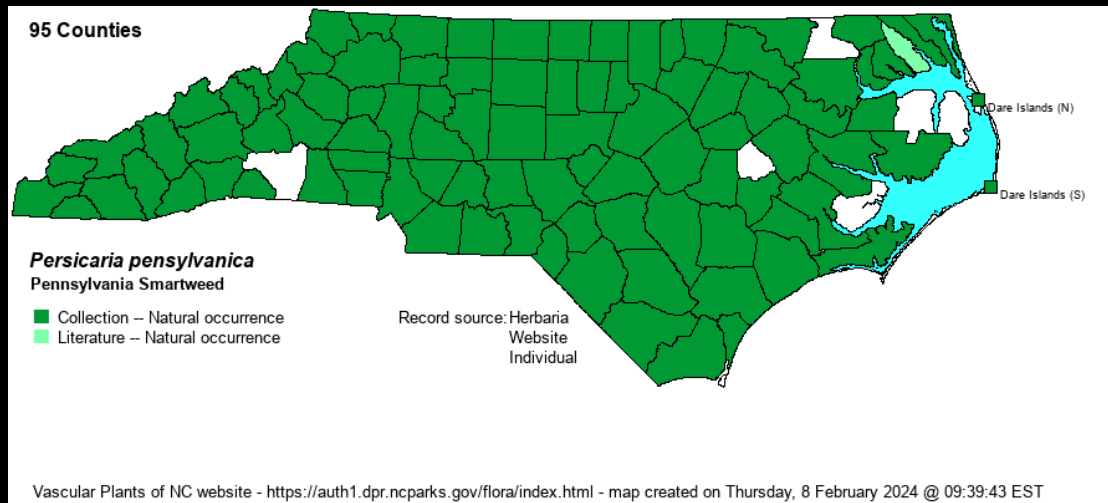 95 Counties
Dare Islands (N)
Dare Islands (S)
Persicaria pensylvanica
Pennsylvania Smartweed
Collection -- Natural occurrence
Literature -- Natural occurrence
Record source: Herbaria
Website
Individual
Vascular Plants of NC website - https://auth1.dpr.ncparks.gov/flora/index.html - map created on Thursday, 8 February 2024 @ 09:39:43 EST